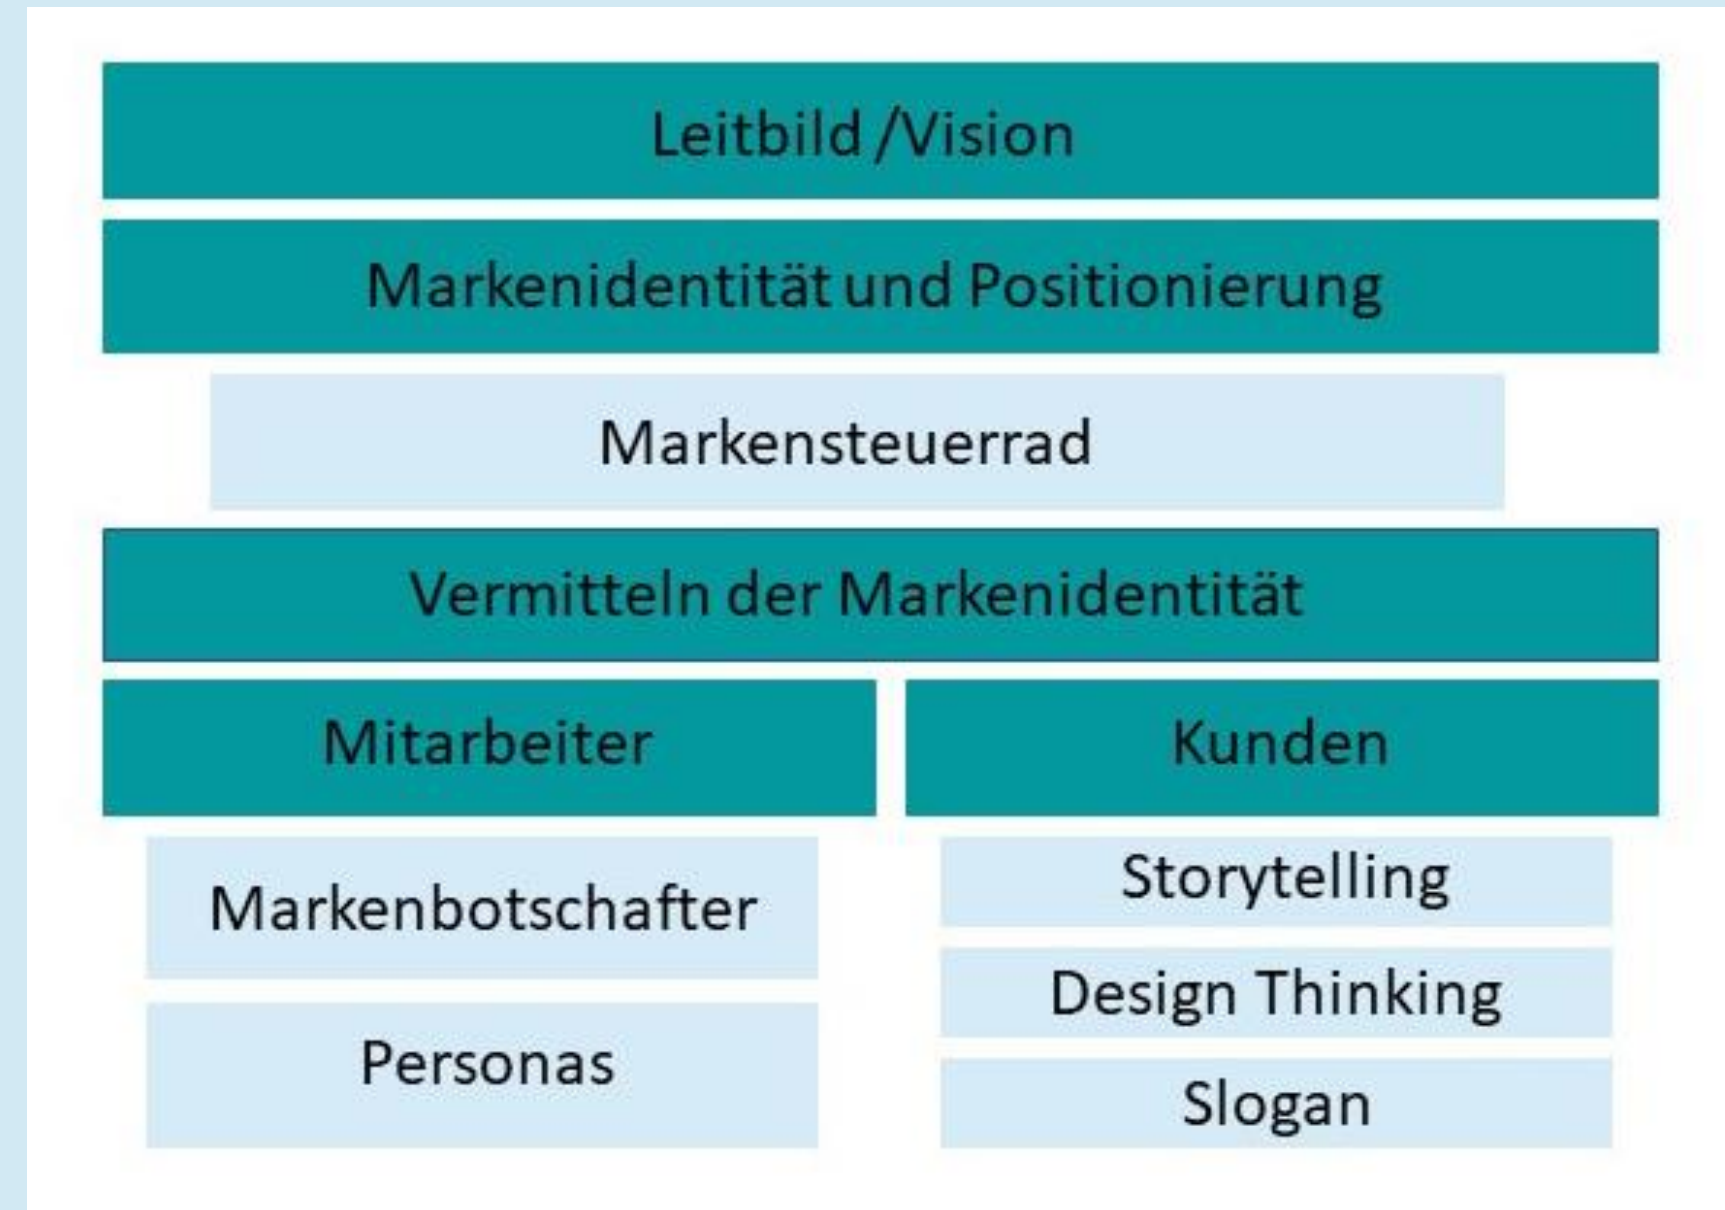 Leitbild /Vision
Markenidentität und Positionierung
Markensteuerrad
Vermitteln der Markenidentität
Mitarbeiter
Kunden
Markenbotschafter
Personas
Storytelling
Design Thinking
Slogan